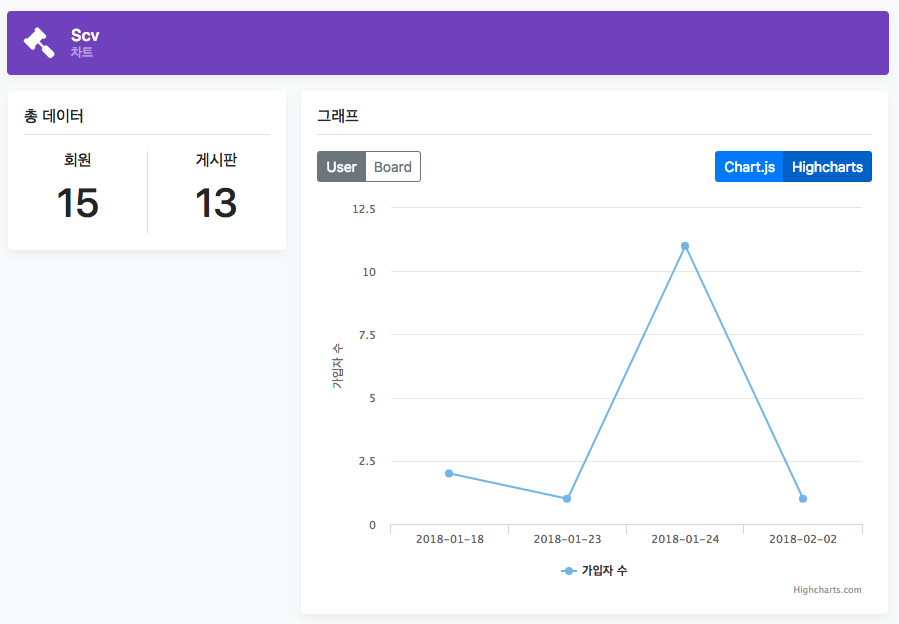 Scv
차트
총 데이터
회원
게시판
15
13
그래프
User
Board
Chart.js
Highcharts
12.5
10
7.5
5
2.5
0
가입자 수
2018-01-18
2018-01-23
2018-01-24
2018-02-02
가입자 수
Highcharts.com